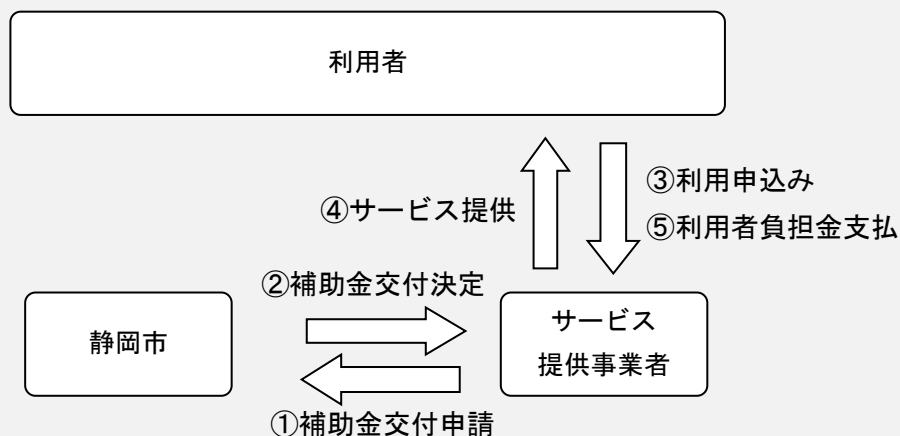 利用者
③利用申込み
④サービス提供
⑤利用者負担金支払
②補助金交付決定
静岡市
サービス
提供事業者
①補助金交付申請